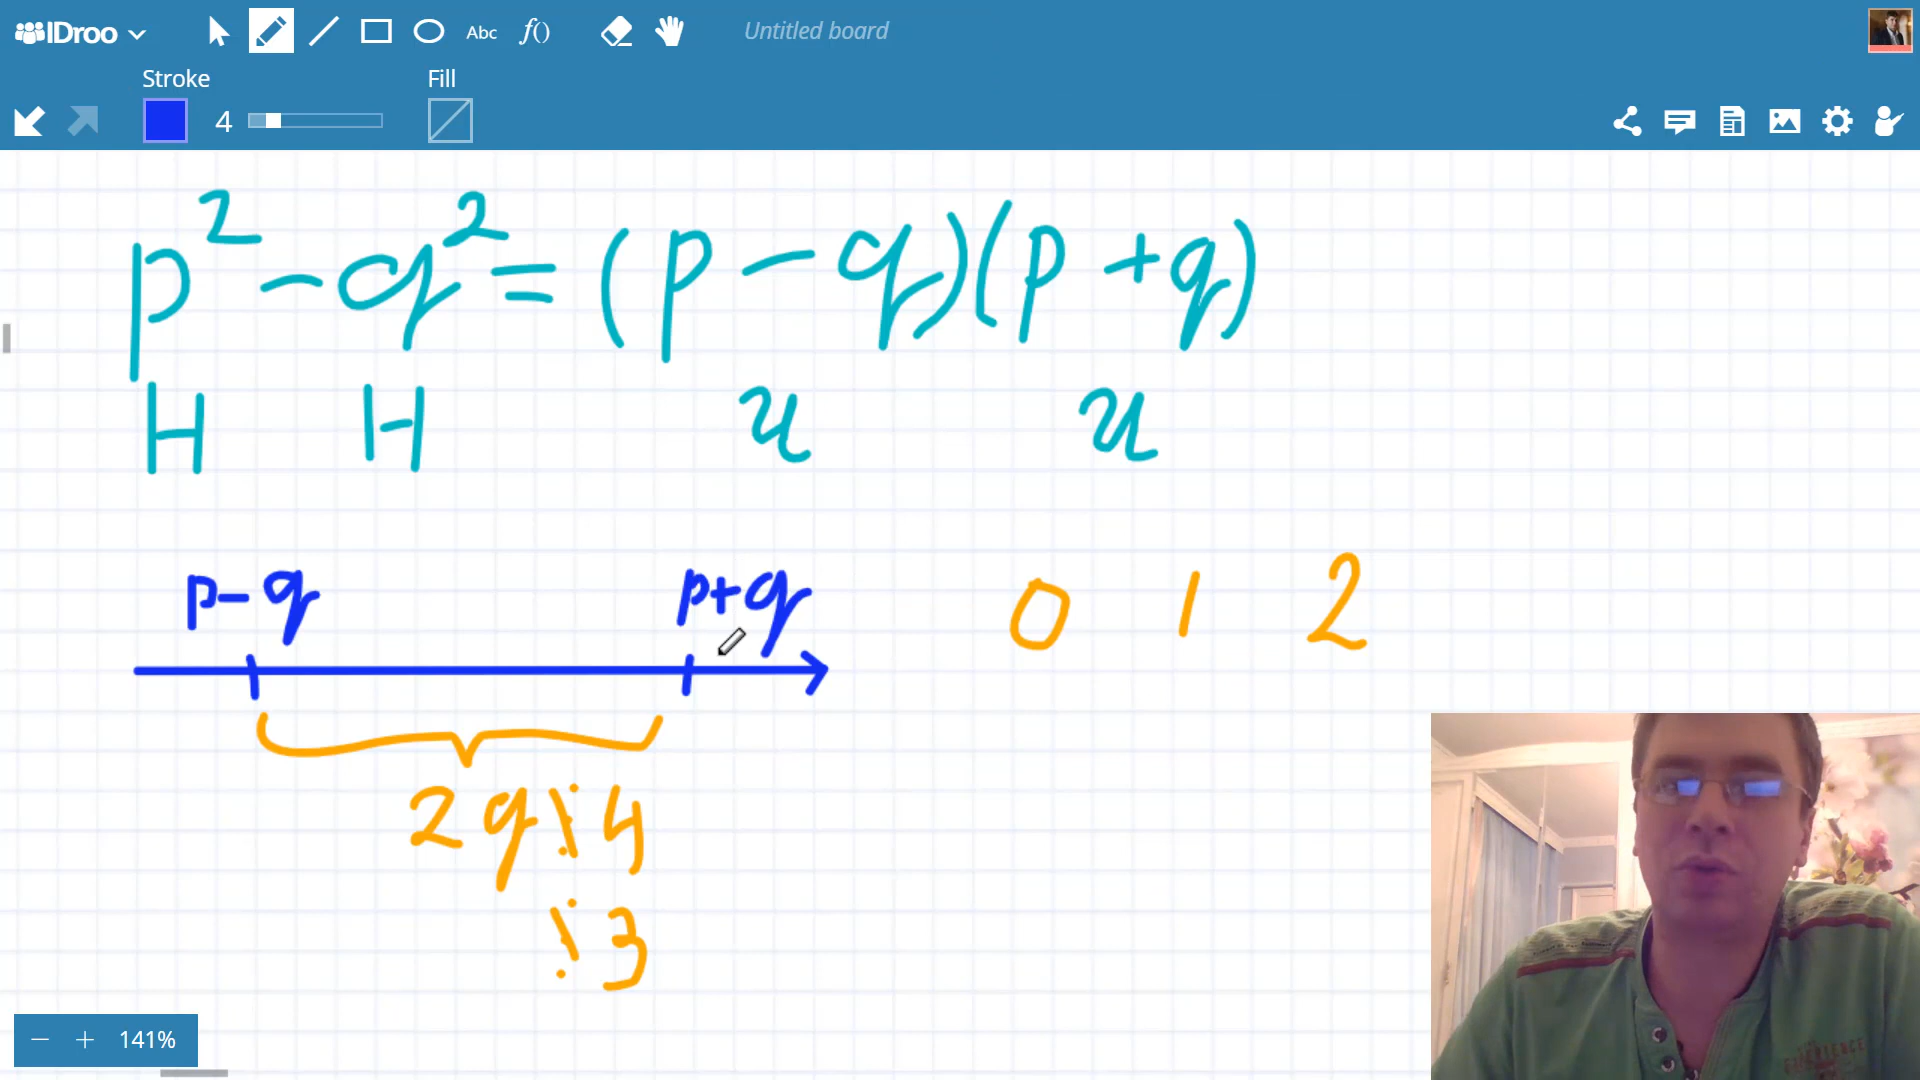 IDroo Abc f() Untitled board
Stroke Fill
4
p² - q² = (p - q)(p + q)
Н Н ч ч
p - q p + q 0 1 2
2q⋮̸4
⋮̸3
− + 141%